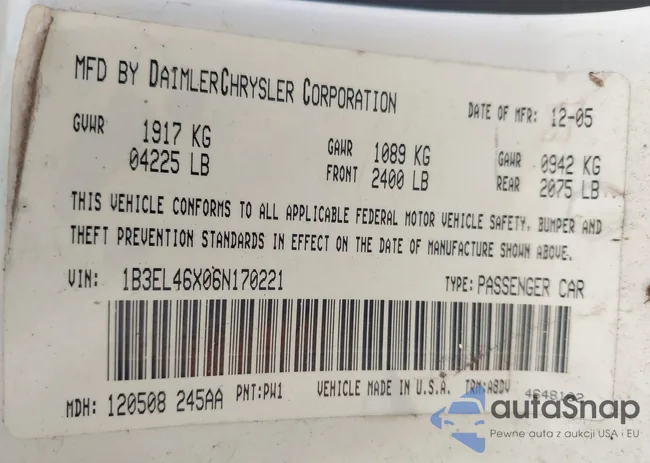 MFD BY DAIMLERCHRYSLER CORPORATION DATE OF MFR: 12-05
GVWR 1917 KG GAWR 1089 KG GAWR 0942 KG
04225 LB FRONT 2400 LB REAR 2075 LB
THIS VEHICLE CONFORMS TO ALL APPLICABLE FEDERAL MOTOR VEHICLE SAFETY, BUMPER AND
THEFT PREVENTION STANDARDS IN EFFECT ON THE DATE OF MANUFACTURE SHOWN ABOVE.
VIN: 1B3EL46X06N170221 TYPE: PASSENGER CAR
MDH: 120508 245AA PNT:PW1 VEHICLE MADE IN U.S.A. TRM:A8DV
autaSnap
Pewne auta z aukcji USA i EU